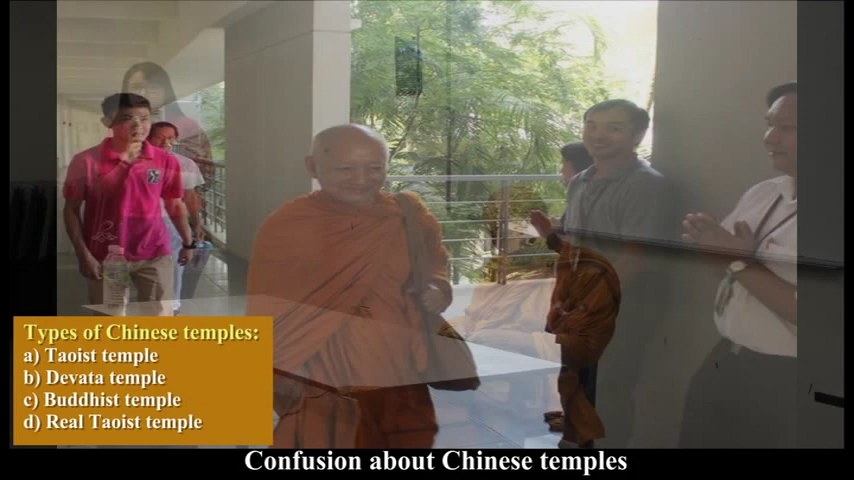 Types of Chinese temples:
a) Taoist temple
b) Devata temple
c) Buddhist temple
d) Real Taoist temple
Confusion about Chinese temples